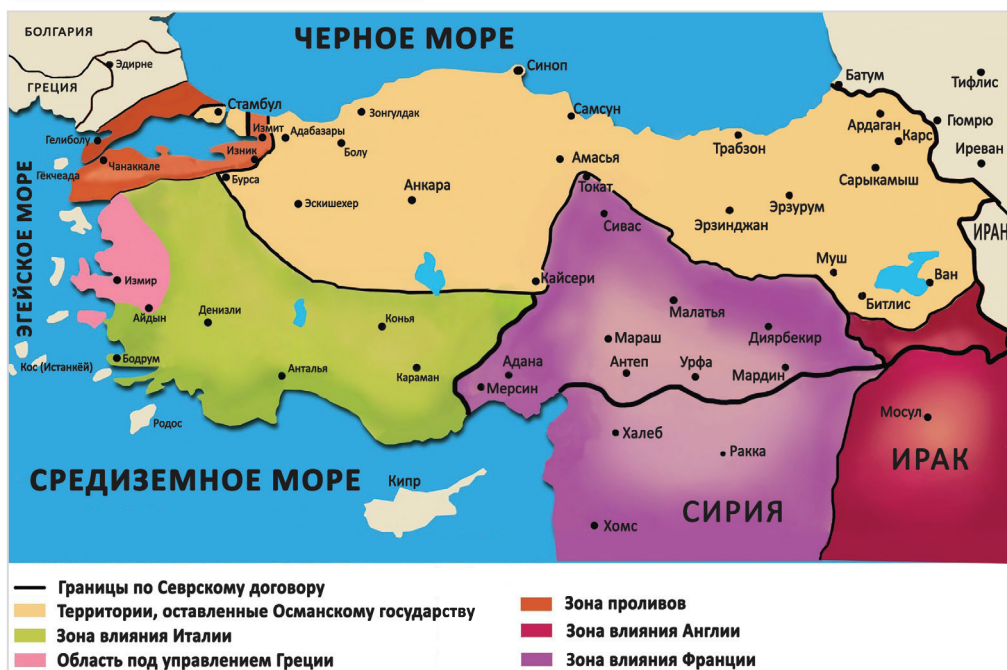 БОЛГАРИЯ
ЧЕРНОЕ МОРЕ
Эдирне
Синоп
ГРЕЦИЯ
Батум
Тифлис
Стамбул
Зонгулдак
Самсун
Ардаган
Гюмрю
Гелиболу
Измит
Адабазары
Карс
Болу
Трабзон
Изник
Чанаккале
Амасья
Иреван
Гёкчеада
Бурса
Токат
Сарыкамыш
Анкара
Эскишехер
Эрзурум
Сивас
Эрзинджан
ИРАН
ЭГЕЙСКОЕ МОРЕ
Муш
Ван
Измир
Кайсери
Битлис
Айдын
Денизли
Малатья
Конья
Диярбекир
Мараш
Бодрум
Адана
Антеп
Урфа
Кос (Истанкёй)
Анталья
Караман
Мардин
Мерсин
Мосул
Родос
Халеб
Ракка
ИРАК
СРЕДИЗЕМНОЕ МОРЕ
Кипр
СИРИЯ
Хомс
Границы по Севрскому договору
Территории, оставленные Османскому государству
Зона влияния Италии
Область под управлением Греции
Зона проливов
Зона влияния Англии
Зона влияния Франции